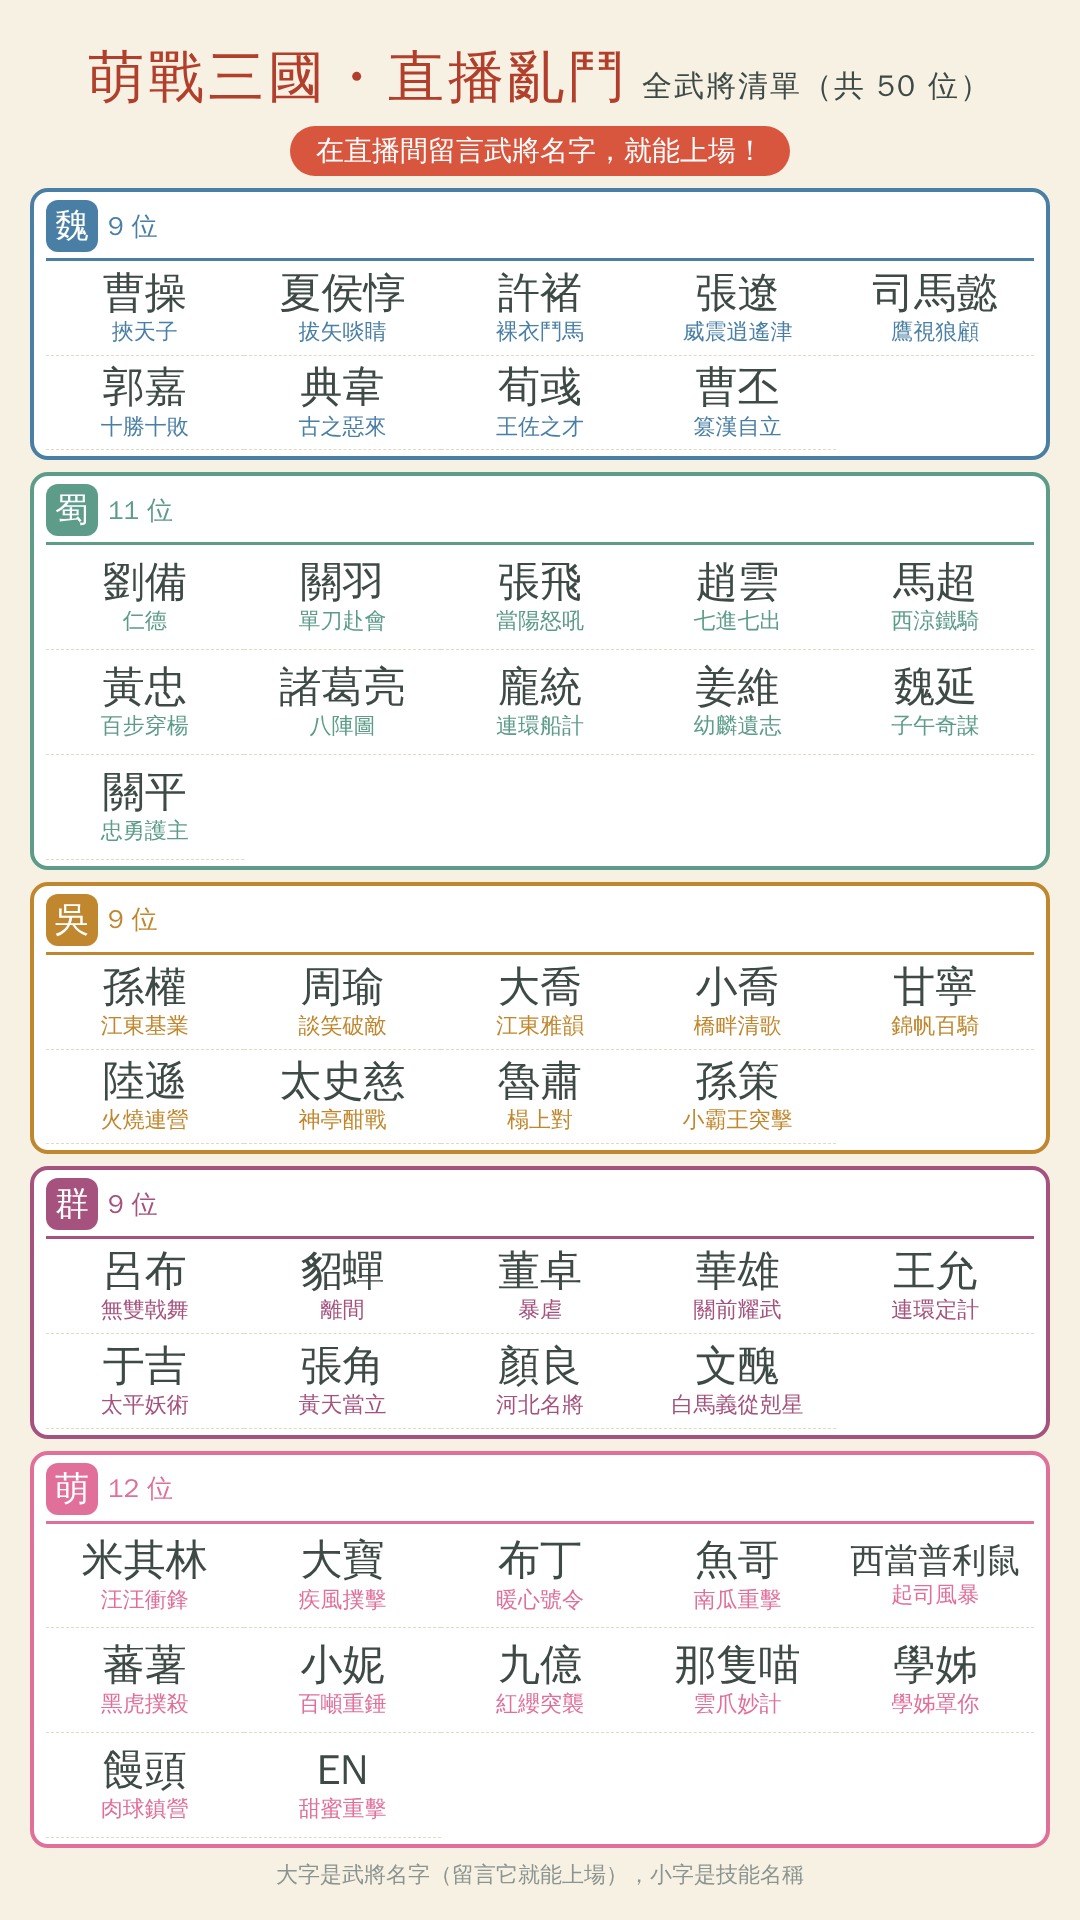 萌戰三國・直播亂鬥 全武將清單（共 50 位）
在直播間留言武將名字，就能上場！
魏 9 位
曹操 夏侯惇 許褚 張遼 司馬懿
挾天子 拔矢啖睛 裸衣鬥馬 威震逍遙津 鷹視狼顧
郭嘉 典韋 荀彧 曹丕
十勝十敗 古之惡來 王佐之才 篡漢自立
蜀 11 位
劉備 關羽 張飛 趙雲 馬超
仁德 單刀赴會 當陽怒吼 七進七出 西涼鐵騎
黃忠 諸葛亮 龐統 姜維 魏延
百步穿楊 八陣圖 連環船計 幼麟遺志 子午奇謀
關平
忠勇護主
吳 9 位
孫權 周瑜 大喬 小喬 甘寧
江東基業 談笑破敵 江東雅韻 橋畔清歌 錦帆百騎
陸遜 太史慈 魯肅 孫策
火燒連營 神亭酣戰 榻上對 小霸王突擊
群 9 位
呂布 貂蟬 董卓 華雄 王允
無雙戟舞 離間 暴虐 關前耀武 連環定計
于吉 張角 顏良 文醜
太平妖術 黃天當立 河北名將 白馬義從剋星
萌 12 位
米其林 大寶 布丁 魚哥 西當普利鼠
汪汪衝鋒 疾風撲擊 暖心號令 南瓜重擊 起司風暴
蕃薯 小妮 九億 那隻喵 學姊
黑虎撲殺 百噸重錘 紅纓突襲 雲爪妙計 學姊罩你
饅頭 EN
肉球鎮營 甜蜜重擊
大字是武將名字（留言它就能上場），小字是技能名稱